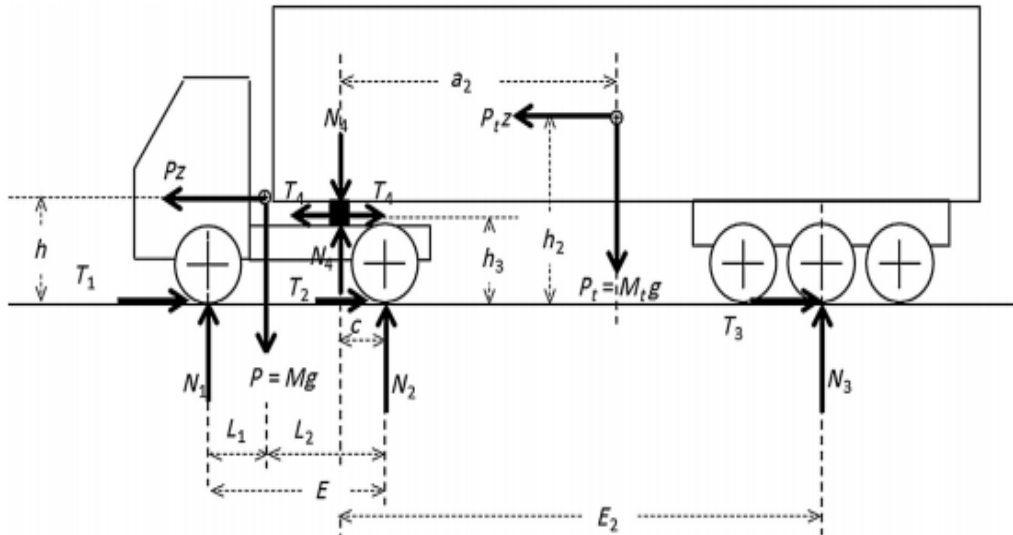 a₂
N₄
Pₜz
Pz
T₄
T₄
h
h₂
h₃
N₄
T₁
T₂
Pₜ = Mₜg
T₃
c
N₁
P = Mg
N₂
N₃
L₁
L₂
E
E₂